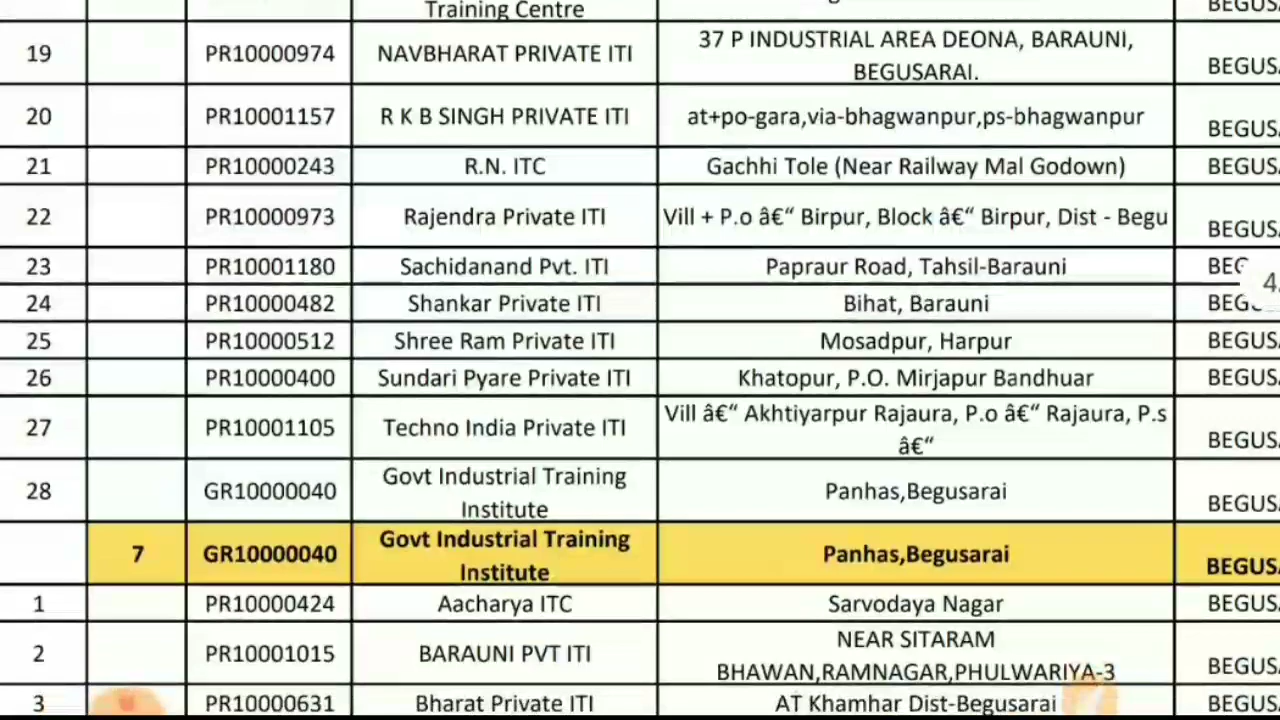 Training Centre
19 PR10000974 NAVBHARAT PRIVATE ITI 37 P INDUSTRIAL AREA DEONA, BARAUNI,
BEGUSARAI. BEGUS
20 PR10001157 R K B SINGH PRIVATE ITI at+po-gara,via-bhagwanpur,ps-bhagwanpur BEGUS
21 PR10000243 R.N. ITC Gachhi Tole (Near Railway Mal Godown) BEGUS
22 PR10000973 Rajendra Private ITI Vill + P.o â€“ Birpur, Block â€“ Birpur, Dist - Begu BEGUS
23 PR10001180 Sachidanand Pvt. ITI Papraur Road, Tahsil-Barauni BEG
24 PR10000482 Shankar Private ITI Bihat, Barauni BEG
25 PR10000512 Shree Ram Private ITI Mosadpur, Harpur BEGUS
26 PR10000400 Sundari Pyare Private ITI Khatopur, P.O. Mirjapur Bandhuar BEGUS
27 PR10001105 Techno India Private ITI Vill â€“ Akhtiyarpur Rajaura, P.o â€“ Rajaura, P.s
â€“ BEGUS
28 GR10000040 Govt Industrial Training
Institute Panhas,Begusarai BEGUS
7 GR10000040 Govt Industrial Training
Institute Panhas,Begusarai BEGUS
1 PR10000424 Aacharya ITC Sarvodaya Nagar BEGUS
2 PR10001015 BARAUNI PVT ITI NEAR SITARAM
BHAWAN,RAMNAGAR,PHULWARIYA-3 BEGUS
3 PR10000631 Bharat Private ITI AT Khamhar Dist-Begusarai BEGUS